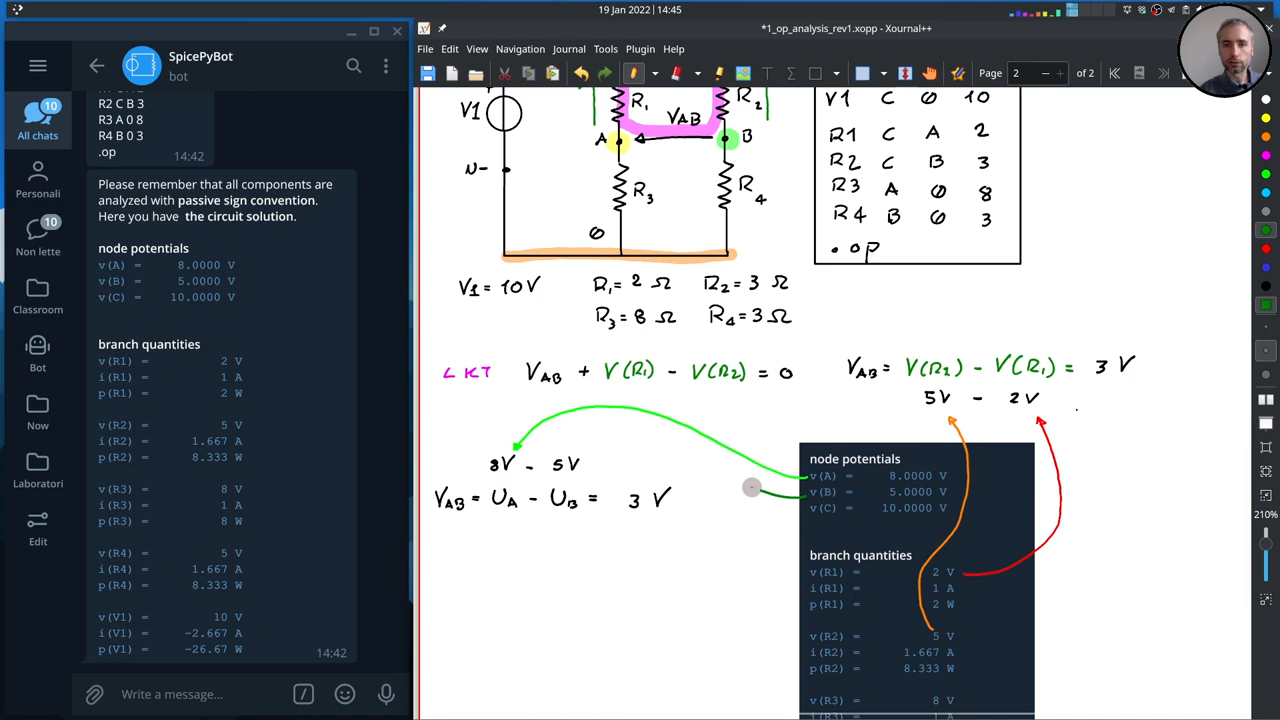 19 Jan 2022 | 14:45
SpicePyBot
bot
10
All chats
Personali
10
Non lette
Classroom
Bot
Now
Laboratori
Edit
R2 C B 3
R3 A 0 8
R4 B 0 3
.op
14:42
Please remember that all components are
analyzed with passive sign convention.
Here you have the circuit solution.
node potentials
v(A) = 8.0000 V
v(B) = 5.0000 V
v(C) = 10.0000 V
branch quantities
v(R1) = 2 V
i(R1) = 1 A
p(R1) = 2 W
v(R2) = 5 V
i(R2) = 1.667 A
p(R2) = 8.333 W
v(R3) = 8 V
i(R3) = 1 A
p(R3) = 8 W
v(R4) = 5 V
i(R4) = 1.667 A
p(R4) = 8.333 W
v(V1) = 10 V
i(V1) = -2.667 A
p(V1) = -26.67 W
14:42
Write a message...
*1_op_analysis_rev1.xopp - Xournal++
File Edit View Navigation Journal Tools Plugin Help
Page 2 of 2
V1
+
R1
R2
VAB
A
B
N-
R3
R4
0
V1 C 0 10
R1 C A 2
R2 C B 3
R3 A 0 8
R4 B 0 3
.op
V1 = 10 V R1 = 2 Ω R2 = 3 Ω
R3 = 8 Ω R4 = 3 Ω
LKT VAB + V(R1) - V(R2) = 0
VAB = V(R2) - V(R1) = 3 V
5V - 2V
8V - 5V
VAB = UA - UB = 3 V
node potentials
v(A) = 8.0000 V
v(B) = 5.0000 V
v(C) = 10.0000 V
branch quantities
v(R1) = 2 V
i(R1) = 1 A
p(R1) = 2 W
v(R2) = 5 V
i(R2) = 1.667 A
p(R2) = 8.333 W
v(R3) = 8 V
i(R3) = 1 A
210%